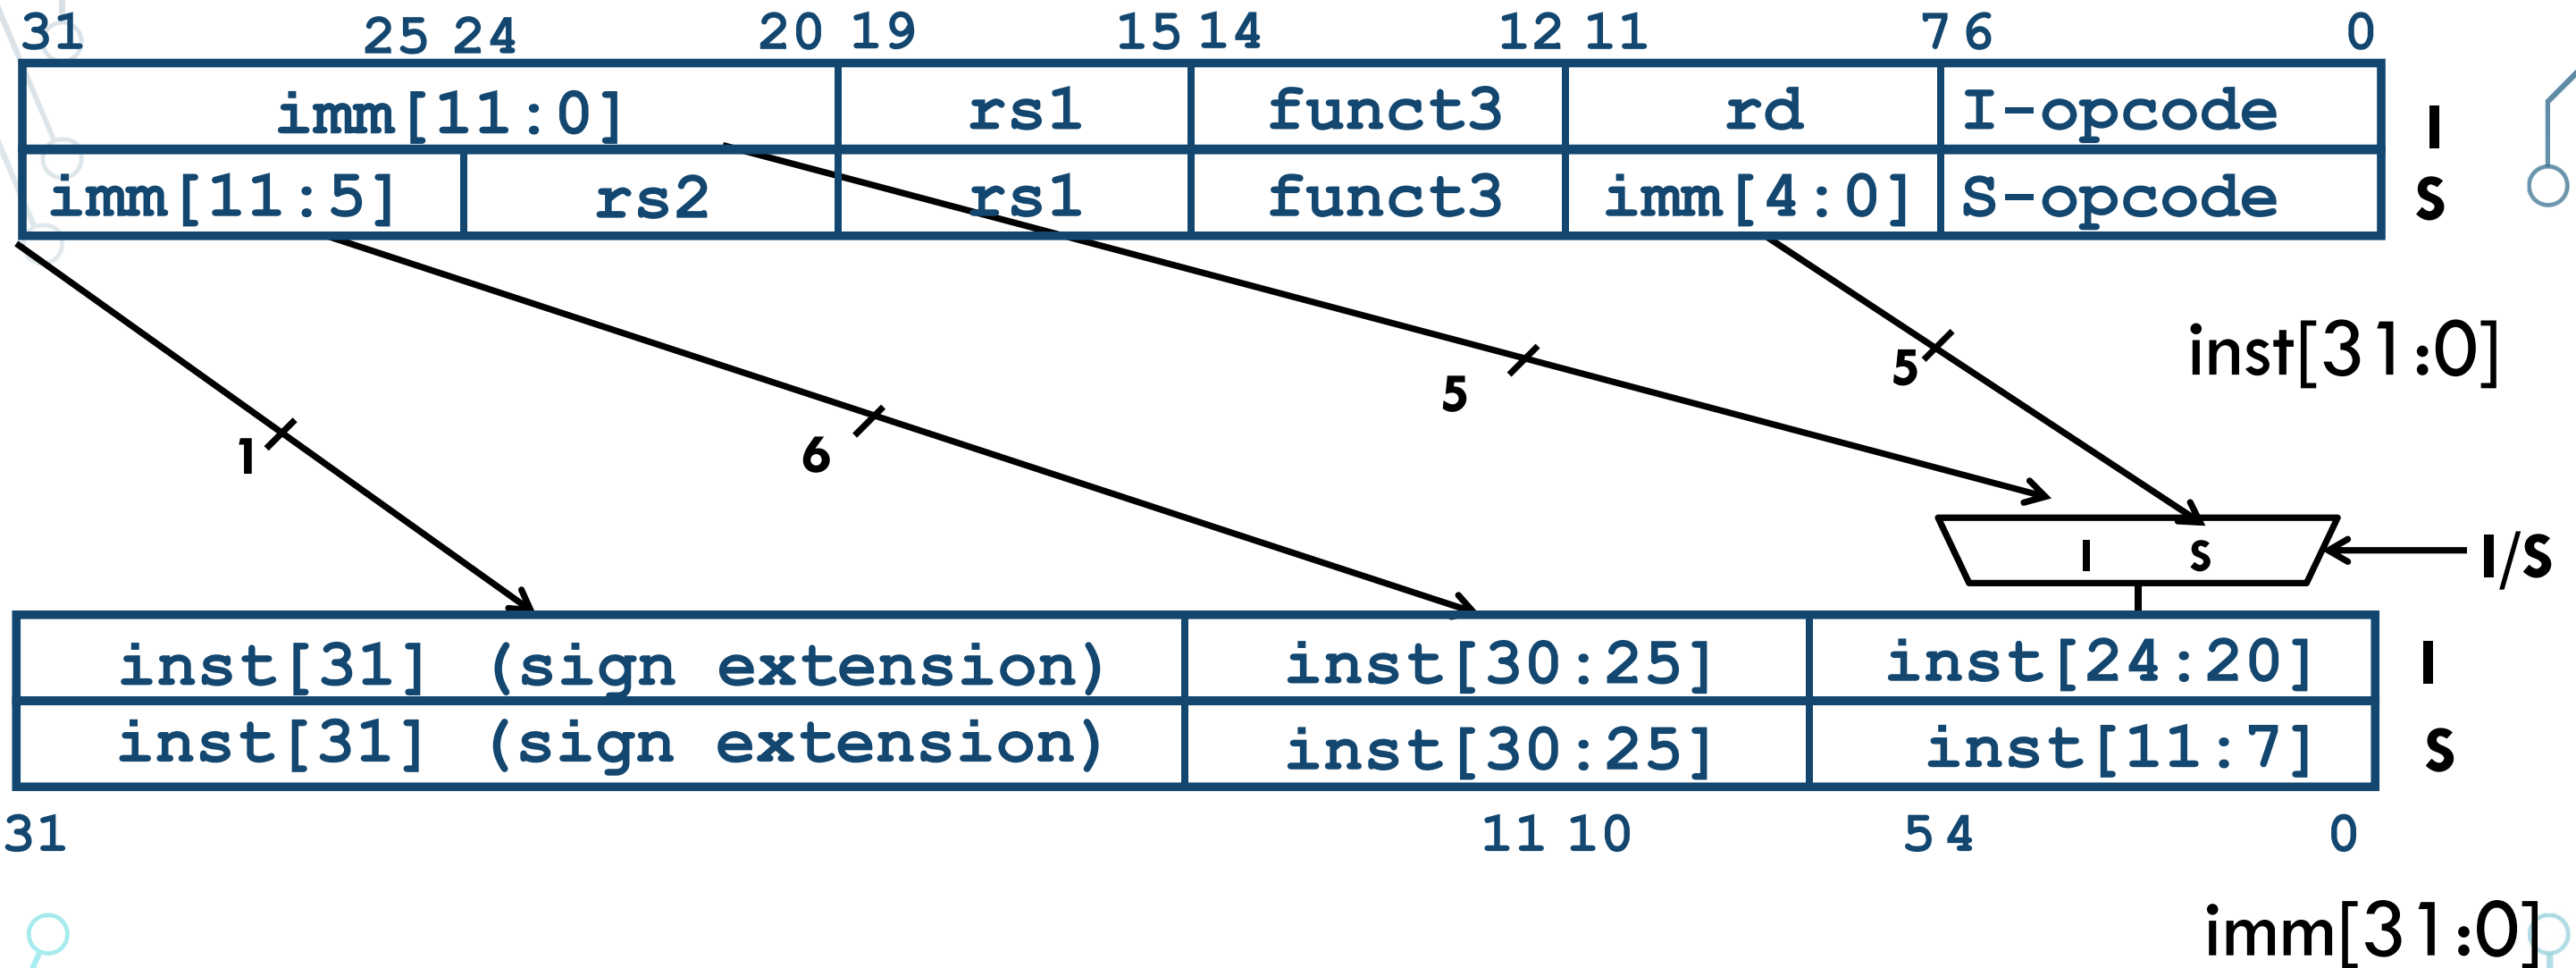 31 25 24 20 19 15 14 12 11 7 6 0
imm[11:0] rs1 funct3 rd I-opcode I
imm[11:5] rs2 rs1 funct3 imm[4:0] S-opcode S
inst[31:0]
1 6 5 5
I S I/S
inst[31] (sign extension) inst[30:25] inst[24:20] I
inst[31] (sign extension) inst[30:25] inst[11:7] S
31 11 10 5 4 0
imm[31:0]